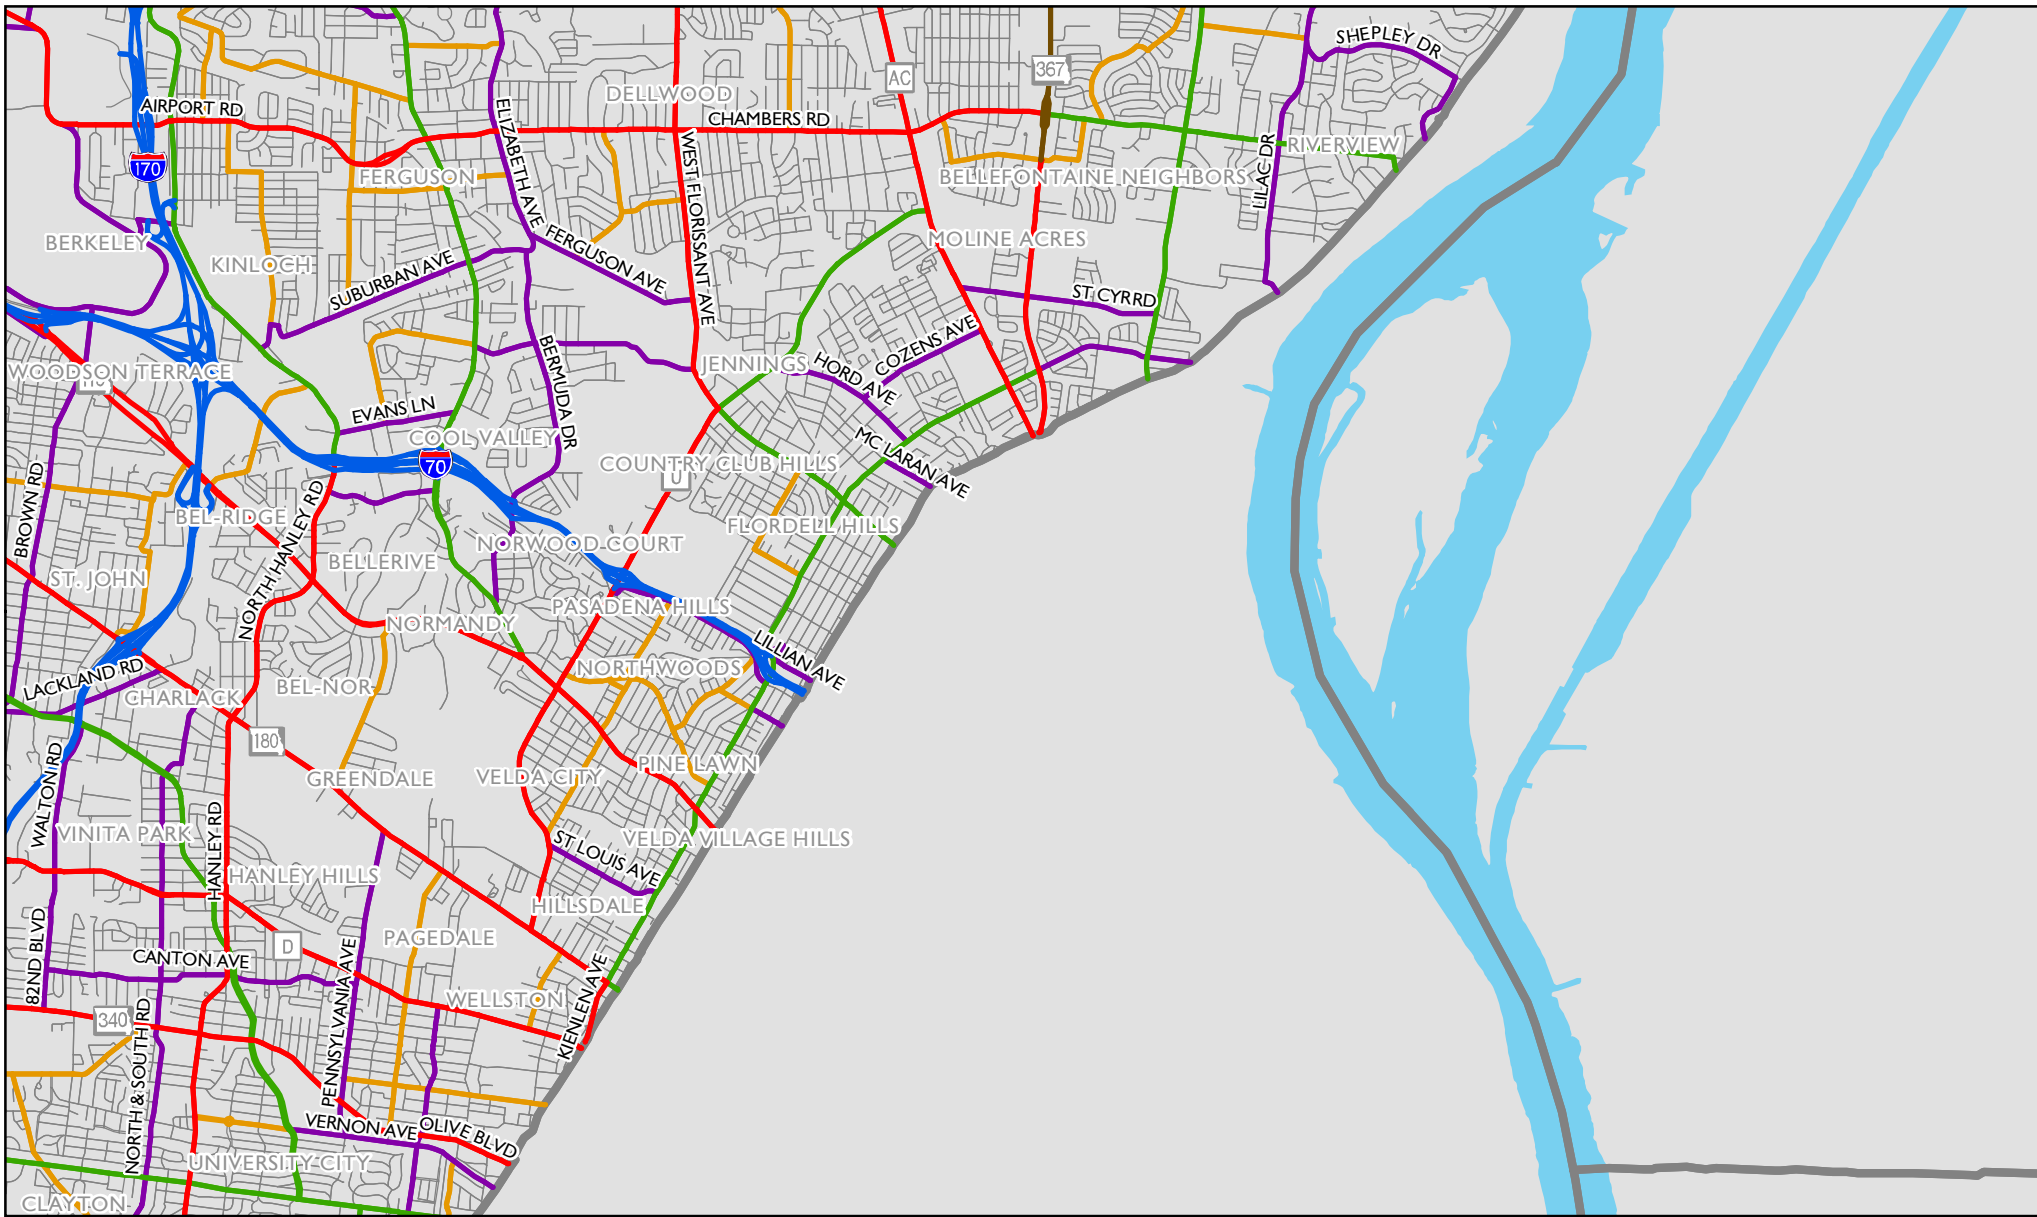 SHEPLEY DR
AC
367
DELLWOOD
AIRPORT RD
CHAMBERS RD
ELIZABETH AVE
WEST FLORISSANT AVE
RIVERVIEW
170
FERGUSON
BELLEFONTAINE NEIGHBORS
LILAC DR
BERKELEY
KINLOCH
SUBURBAN AVE
FERGUSON AVE
MOLINE ACRES
ST CYR RD
WOODSON TERRACE
BERMUDA DR
JENNINGS
HORD AVE
COZENS AVE
EVANS LN
COOL VALLEY
70
COUNTRY CLUB HILLS
U
MC LARAN AVE
BROWN RD
BEL-RIDGE
NORTH HANLEY RD
FLORDELL HILLS
NORWOOD COURT
BELLERIVE
ST. JOHN
PASADENA HILLS
NORMANDY
LILLIAN AVE
NORTHWOODS
LACKLAND RD
CHARLACK
BEL-NOR
180
WALTON RD
GREENDALE
VELDA CITY
PINE LAWN
VINITA PARK
HANLEY RD
VELDA VILLAGE HILLS
ST LOUIS AVE
HANLEY HILLS
HILLSDALE
82ND BLVD
D
PAGEDALE
CANTON AVE
PENNSYLVANIA AVE
WELLSTON
KIENLEN AVE
340
NORTH & SOUTH RD
VERNON AVE
OLIVE BLVD
UNIVERSITY CITY
CLAYTON